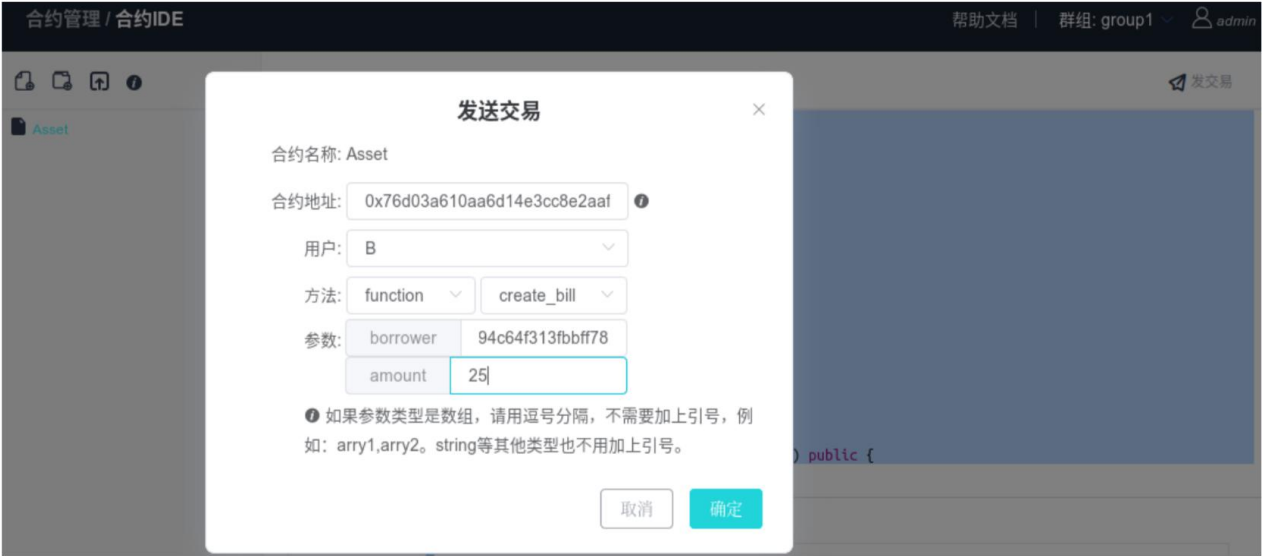 合约管理 / 合约IDE
帮助文档 | 群组: group1 admin
发交易
Asset
发送交易
合约名称: Asset
合约地址: 0x76d03a610aa6d14e3cc8e2aaf
用户: B
方法: function create_bill
参数: borrower 94c64f313fbbff78
amount 25
如果参数类型是数组，请用逗号分隔，不需要加上引号，例
如：arry1,arry2。string等其他类型也不用加上引号。
) public {
取消 确定